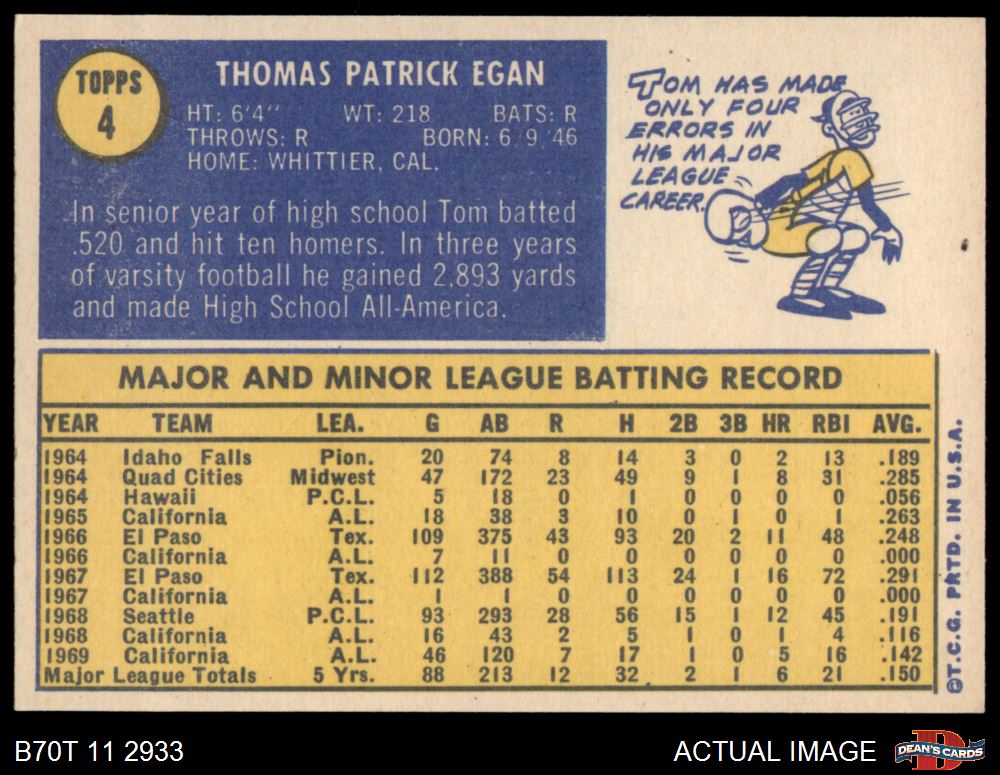 TOPPS
4
THOMAS PATRICK EGAN
HT: 6'4" WT: 218 BATS: R
THROWS: R BORN: 6 9 '46
HOME: WHITTIER, CAL.
In senior year of high school Tom batted
.520 and hit ten homers. In three years
of varsity football he gained 2,893 yards
and made High School All-America.
TOM HAS MADE
ONLY FOUR
ERRORS IN
HIS MAJOR
LEAGUE
CAREER.
MAJOR AND MINOR LEAGUE BATTING RECORD
YEAR TEAM LEA. G AB R H 2B 3B HR RBI AVG.
1964 Idaho Falls Pion. 20 74 8 14 3 0 2 13 .189
1964 Quad Cities Midwest 47 172 23 49 9 1 8 31 .285
1964 Hawaii P.C.L. 5 18 0 1 0 0 0 0 .056
1965 California A.L. 18 38 3 10 0 1 0 1 .263
1966 El Paso Tex. 109 375 43 93 20 2 11 48 .248
1966 California A.L. 7 11 0 0 0 0 0 0 .000
1967 El Paso Tex. 112 388 54 113 24 1 16 72 .291
1967 California A.L. 1 1 0 0 0 0 0 0 .000
1968 Seattle P.C.L. 93 293 28 56 15 1 12 45 .191
1968 California A.L. 16 43 2 5 1 0 1 4 .116
1969 California A.L. 46 120 7 17 1 0 5 16 .142
Major League Totals 5 Yrs. 88 213 12 32 2 1 6 21 .150
©T.C.G. PRTD. IN U.S.A.
B70T 11 2933
ACTUAL IMAGE
D
DEAN'S CARDS